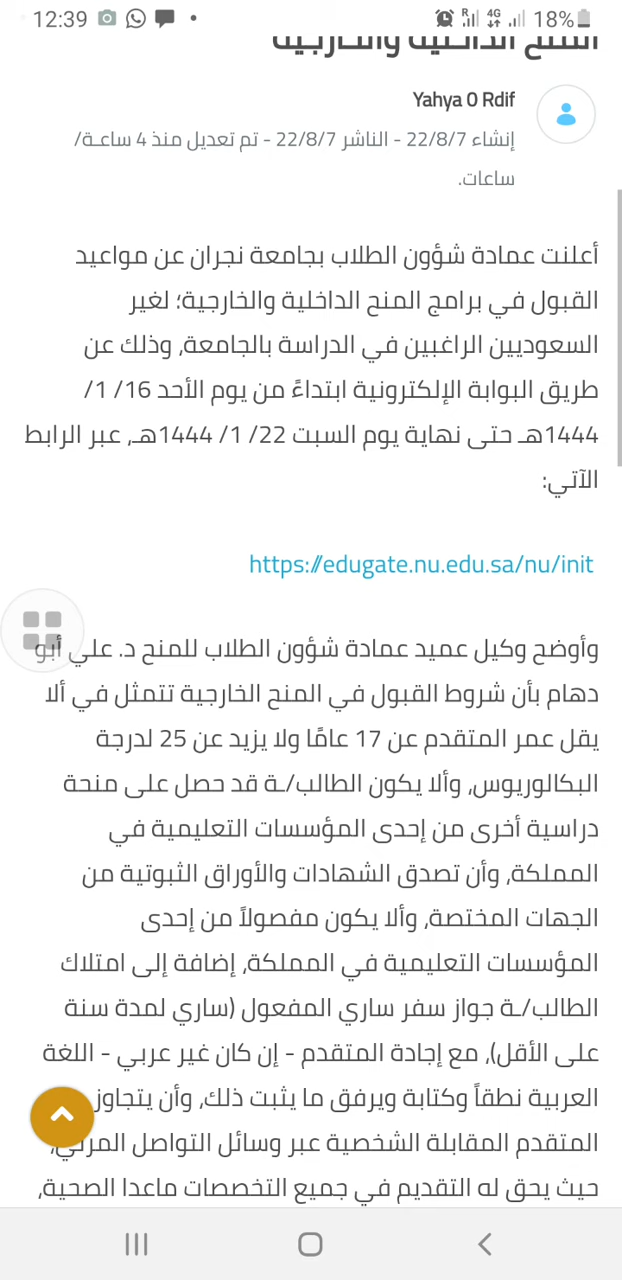 12:39
R 4G 18%
المنح الداخلية والخارجية
Yahya 0 Rdif
إنشاء 22/8/7 - الناشر 22/8/7 - تم تعديل منذ 4 ساعـة/
ساعات.
أعلنت عمادة شؤون الطلاب بجامعة نجران عن مواعيد
القبول في برامج المنح الداخلية والخارجية؛ لغير
السعوديين الراغبين في الدراسة بالجامعة، وذلك عن
طريق البوابة الإلكترونية ابتداءً من يوم الأحد 16/ 1/
1444هـ حتى نهاية يوم السبت 22/ 1/ 1444هـ، عبر الرابط
الآتي:
https://edugate.nu.edu.sa/nu/init
وأوضح وكيل عميد عمادة شؤون الطلاب للمنح د. علي أبو
دهام بأن شروط القبول في المنح الخارجية تتمثل في ألا
يقل عمر المتقدم عن 17 عامًا ولا يزيد عن 25 لدرجة
البكالوريوس، وألا يكون الطالب/ـة قد حصل على منحة
دراسية أخرى من إحدى المؤسسات التعليمية في
المملكة، وأن تصدق الشهادات والأوراق الثبوتية من
الجهات المختصة، وألا يكون مفصولاً من إحدى
المؤسسات التعليمية في المملكة، إضافة إلى امتلاك
الطالب/ـة جواز سفر ساري المفعول (ساري لمدة سنة
على الأقل)، مع إجادة المتقدم - إن كان غير عربي - اللغة
العربية نطقاً وكتابة ويرفق ما يثبت ذلك، وأن يتجاوز
المتقدم المقابلة الشخصية عبر وسائل التواصل المرئي،
حيث يحق له التقديم في جميع التخصصات ماعدا الصحية،